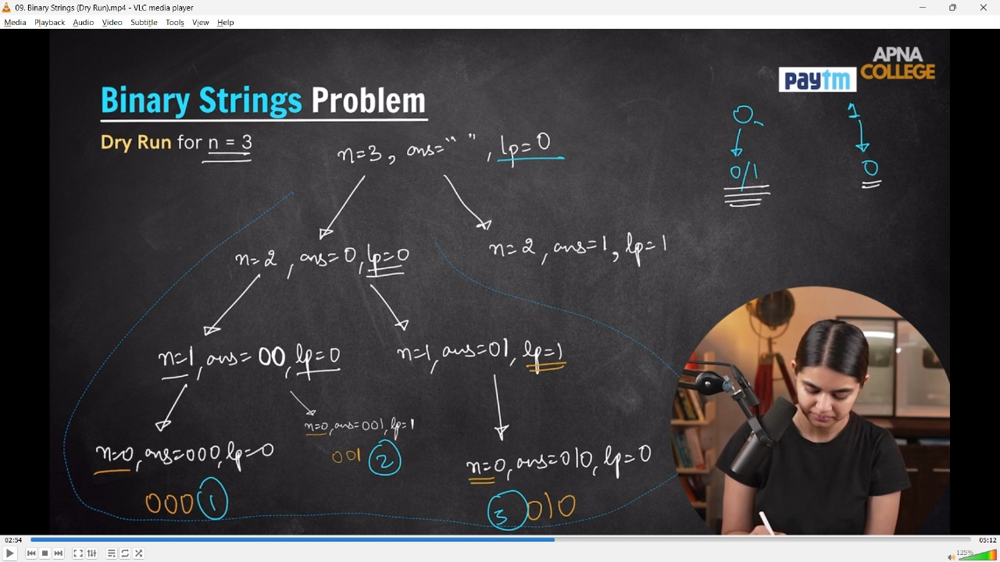 09. Binary Strings (Dry Run).mp4 - VLC media player
Media Playback Audio Video Subtitle Tools View Help
APNA
COLLEGE
paytm
Binary Strings Problem
Dry Run for n = 3
n=3, ans=" ", lp=0
0 1
0/1 0
n=2, ans=0, lp=0
n=2, ans=1, lp=1
n=1, ans=00, lp=0
n=1, ans=01, lp=1
n=0, ans=001, lp=1
001 2
n=0, ans=000, lp=0
n=0, ans=010, lp=0
000 1
3 010
02:54 05:12
125%